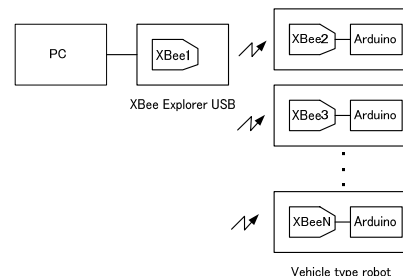 PC
XBee1
XBee Explorer USB
XBee2
Arduino
XBee3
Arduino
XBeeN
Arduino
Vehicle type robot